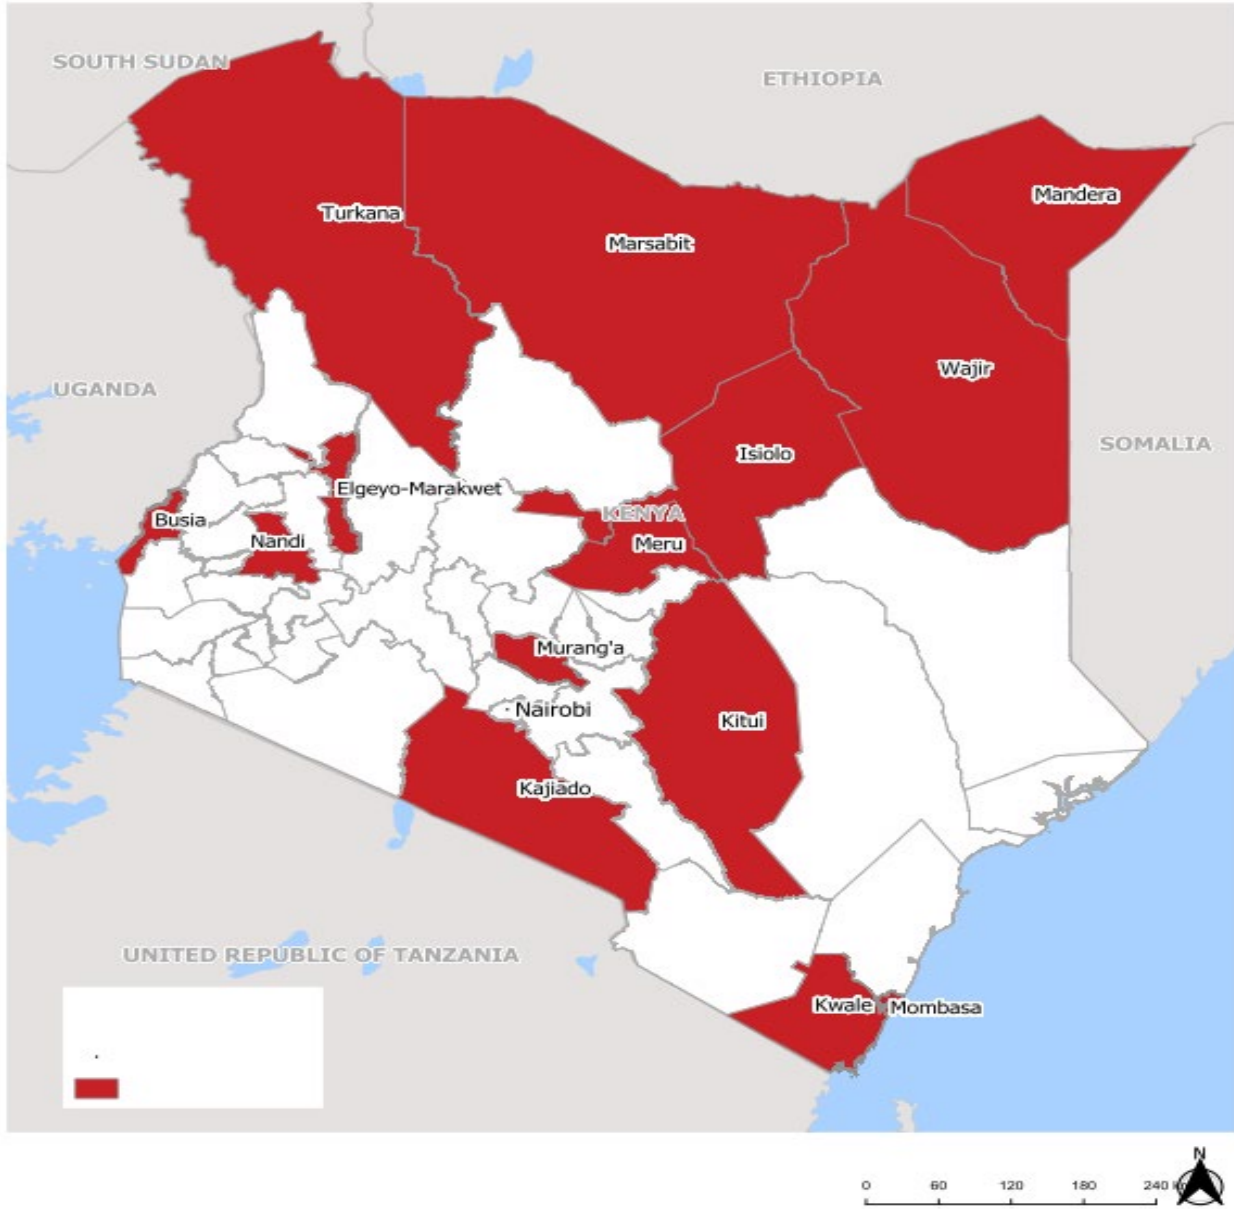 SOUTH SUDAN
ETHIOPIA
Mandera
Turkana
Marsabit
Wajir
UGANDA
SOMALIA
Isiolo
Elgeyo-Marakwet
KENYA
Busia
Nandi
Meru
Murang'a
Nairobi
Kitui
Kajiado
UNITED REPUBLIC OF TANZANIA
Kwale
Mombasa
N
0 60 120 180 240